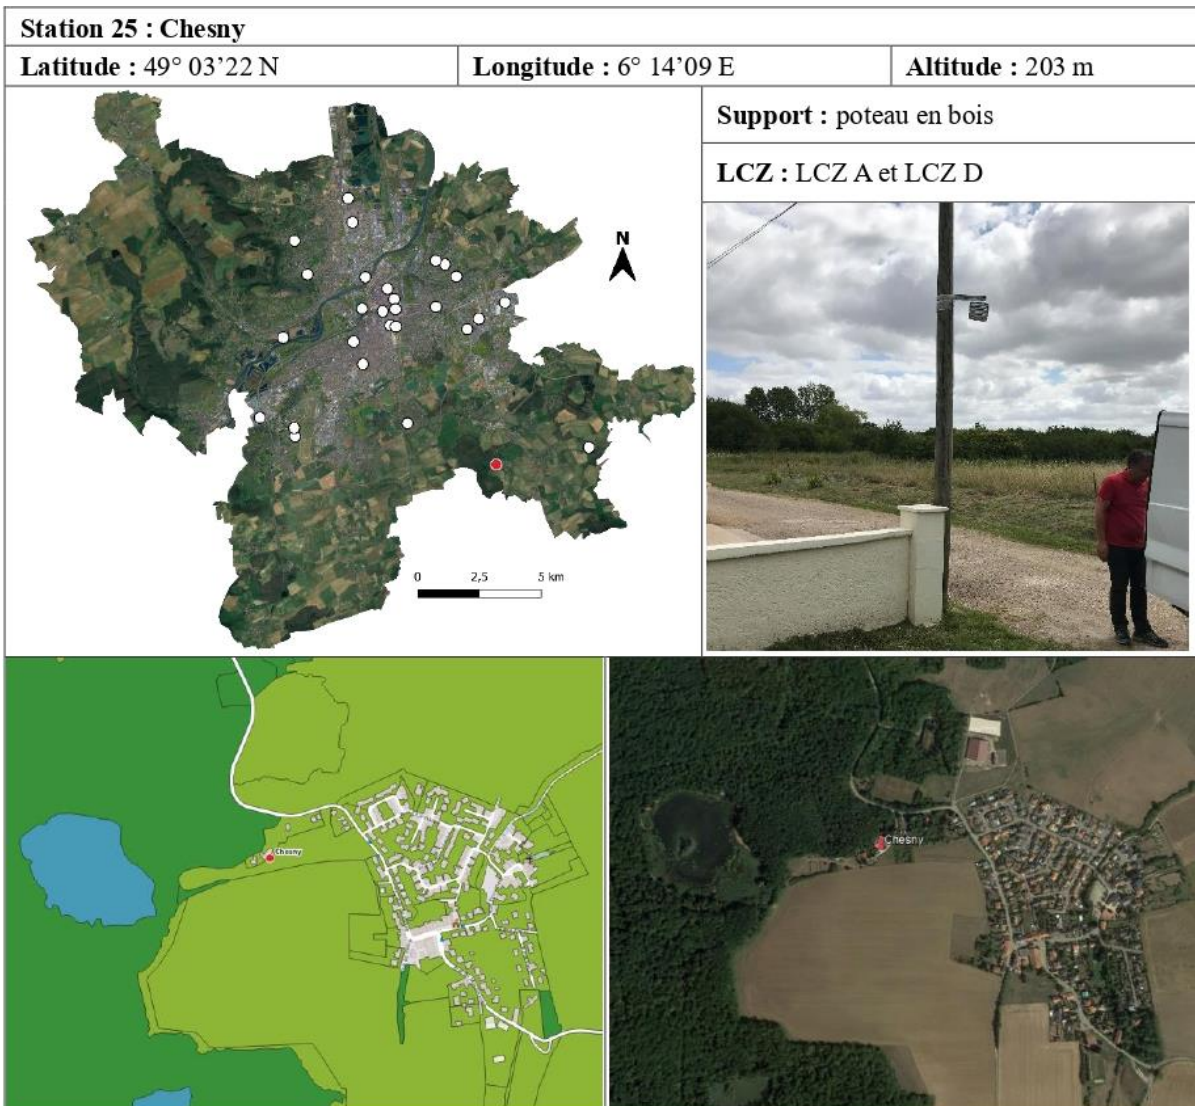 Station 25 : Chesny
Latitude : 49° 03’22 N
Longitude : 6° 14’09 E
Altitude : 203 m
Support : poteau en bois
LCZ : LCZ A et LCZ D
N
0 2,5 5 km
Chesny
Chesny